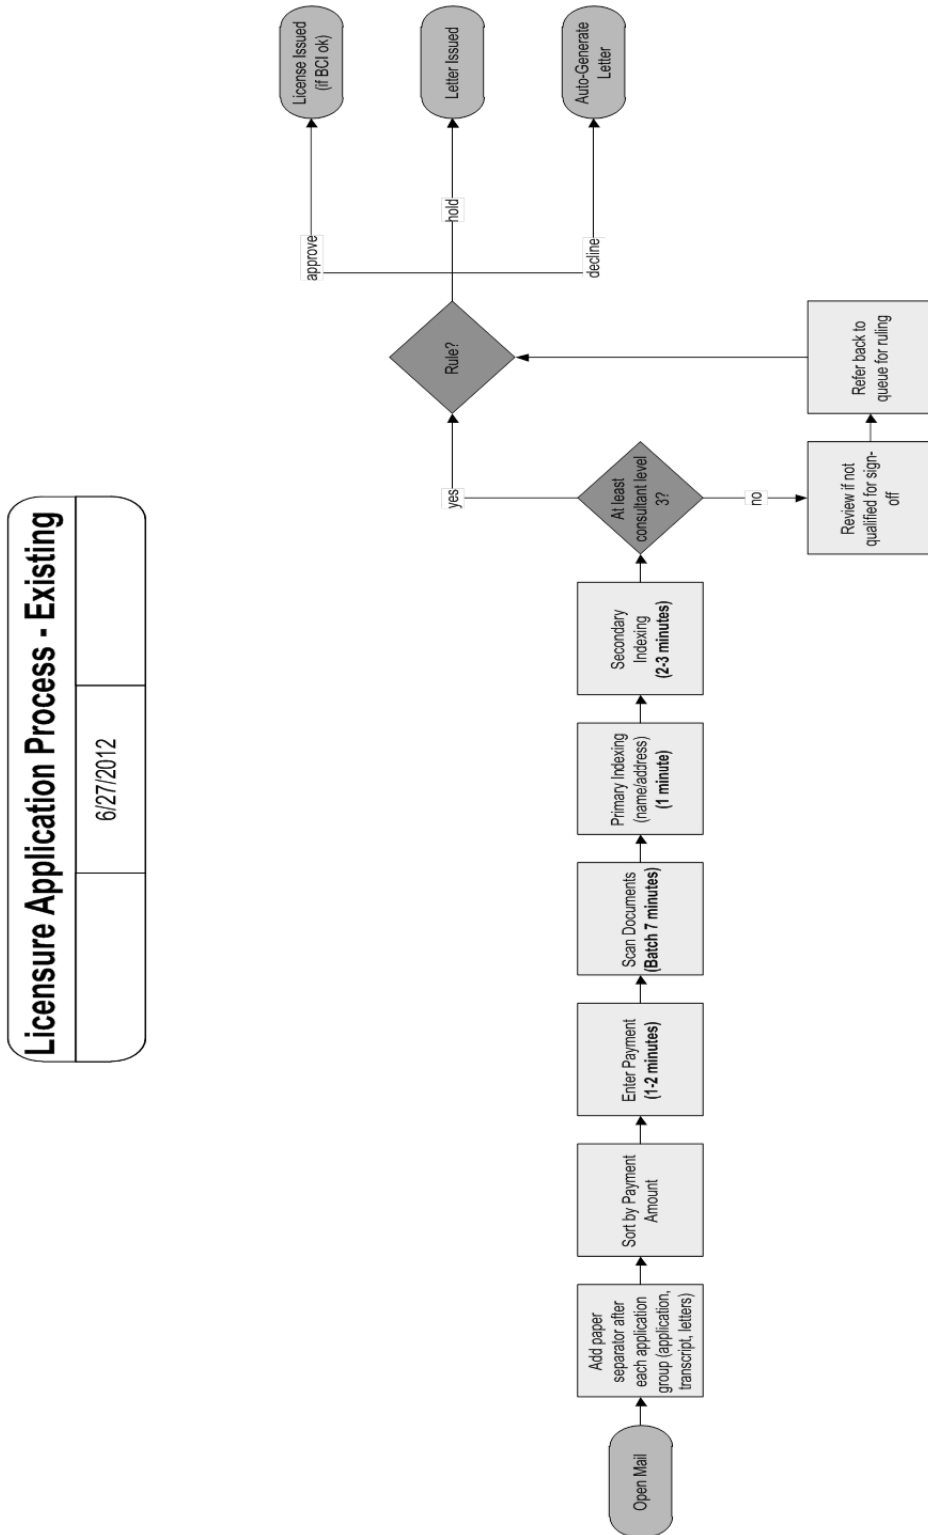 Licensure Application Process - Existing
6/27/2012
Open Mail
Add paper
separator after
each application
group (application,
transcript, letters)
Sort by Payment
Amount
Enter Payment
(1-2 minutes)
Scan Documents
(Batch 7 minutes)
Primary Indexing
(name/address)
(1 minute)
Secondary
Indexing
(2-3 minutes)
At least
consultant level
3?
yes
no
Review if not
qualified for sign-
off
Refer back to
queue for ruling
Rule?
approve
hold
decline
License Issued
(if BCI ok)
Letter Issued
Auto-Generate
Letter